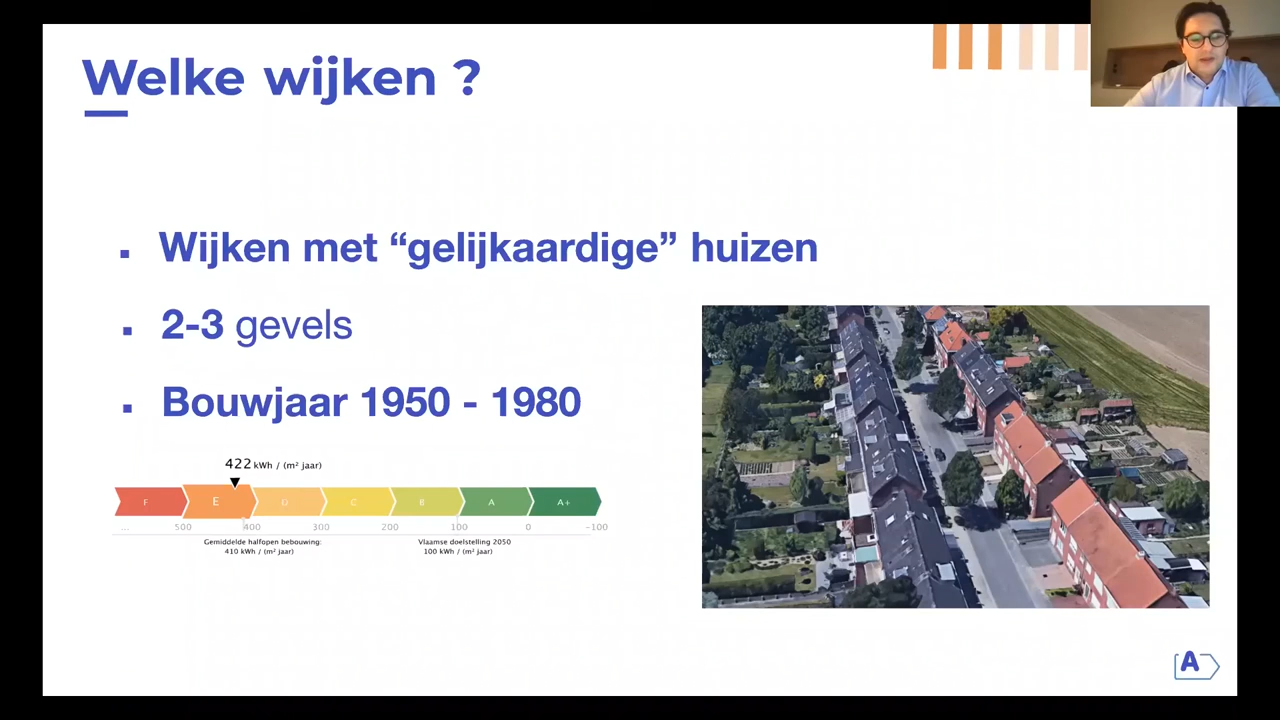 Welke wijken ?
Wijken met “gelijkaardige” huizen
2-3 gevels
Bouwjaar 1950 - 1980
422 kWh / (m² jaar)
F E D C B A A+
... 500 400 300 200 100 0 -100
Gemiddelde halfopen bebouwing: Vlaamse doelstelling 2050
410 kWh / (m² jaar) 100 kWh / (m² jaar)
A